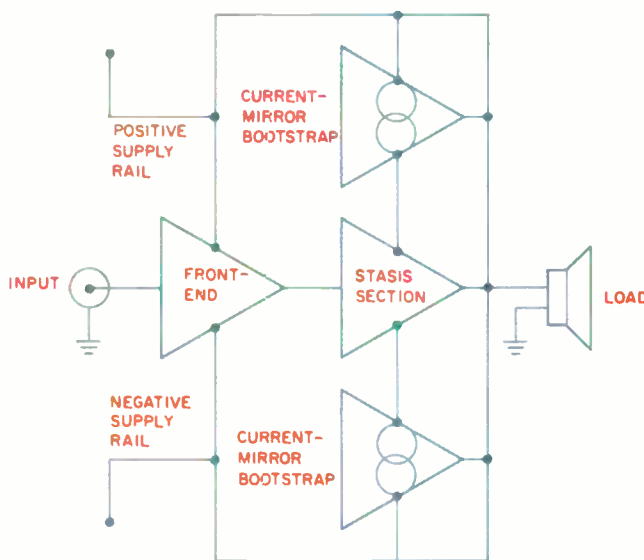 CURRENT-
MIRROR
BOOTSTRAP
POSITIVE
SUPPLY
RAIL
INPUT
FRONT-
END
STASIS
SECTION
LOAD
NEGATIVE
SUPPLY
RAIL
CURRENT-
MIRROR
BOOTSTRAP